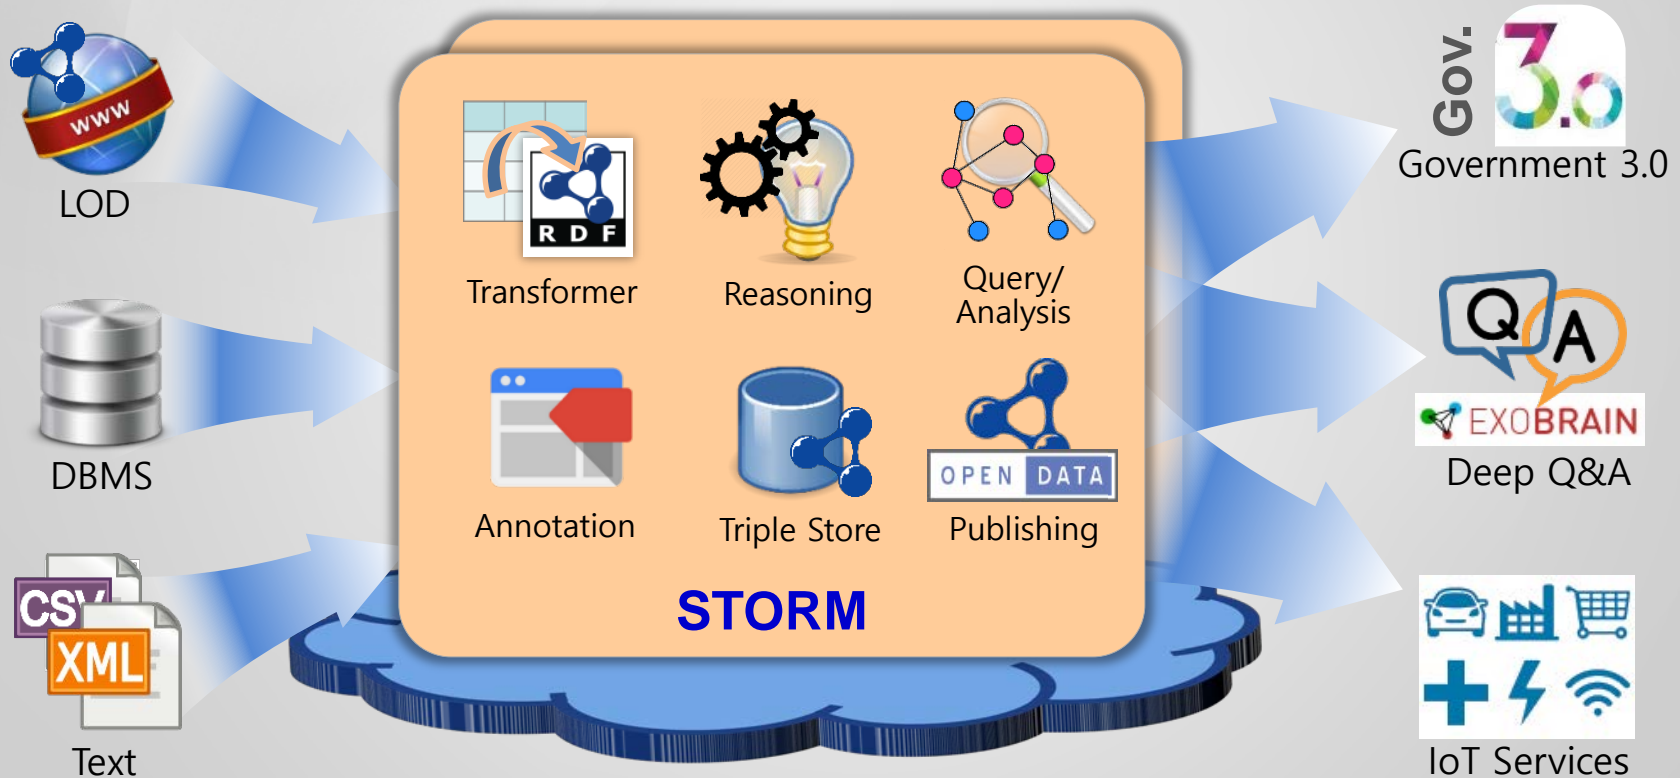 WWW
LOD
DBMS
CSV
XML
Text
RDF
Transformer
Reasoning
Query/
Analysis
Annotation
Triple Store
OPEN DATA
Publishing
STORM
Gov.
3.0
Government 3.0
Q A
EXOBRAIN
Deep Q&A
IoT Services